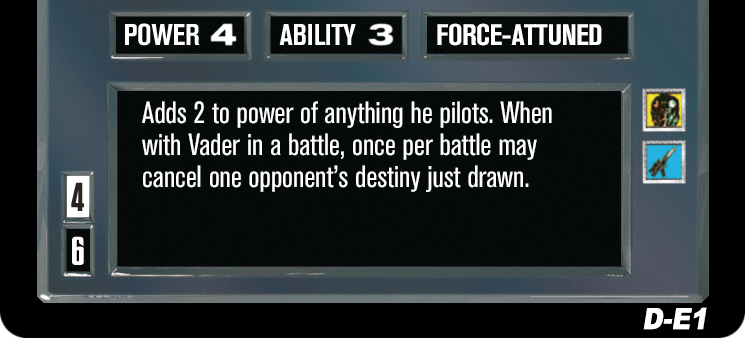 POWER 4 ABILITY 3 FORCE-ATTUNED
Adds 2 to power of anything he pilots. When
with Vader in a battle, once per battle may
cancel one opponent’s destiny just drawn.
4
6
D-E1